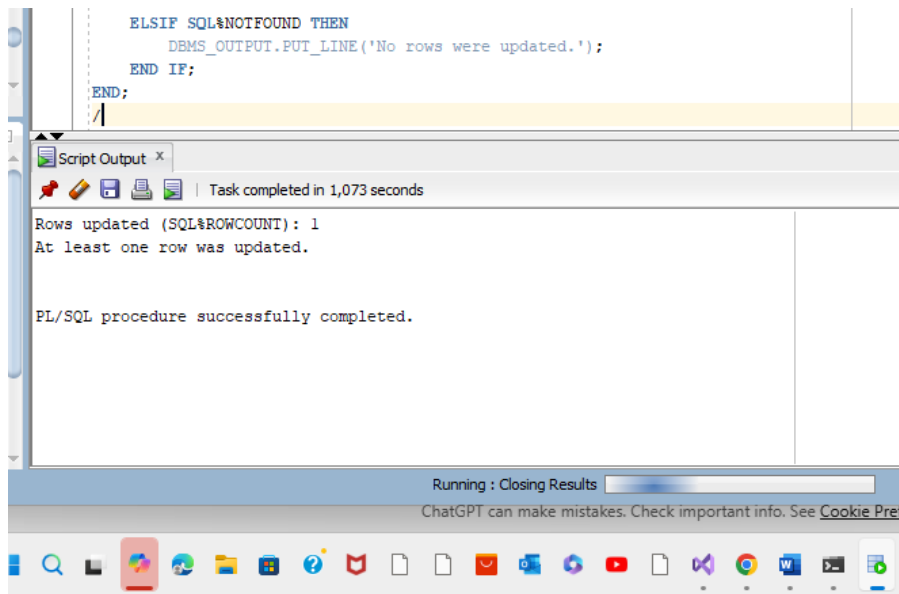 ELSIF SQL%NOTFOUND THEN
DBMS_OUTPUT.PUT_LINE('No rows were updated.');
END IF;
END;
/
Script Output x
Task completed in 1,073 seconds
Rows updated (SQL%ROWCOUNT): 1
At least one row was updated.
PL/SQL procedure successfully completed.
Running : Closing Results
ChatGPT can make mistakes. Check important info. See Cookie Pre